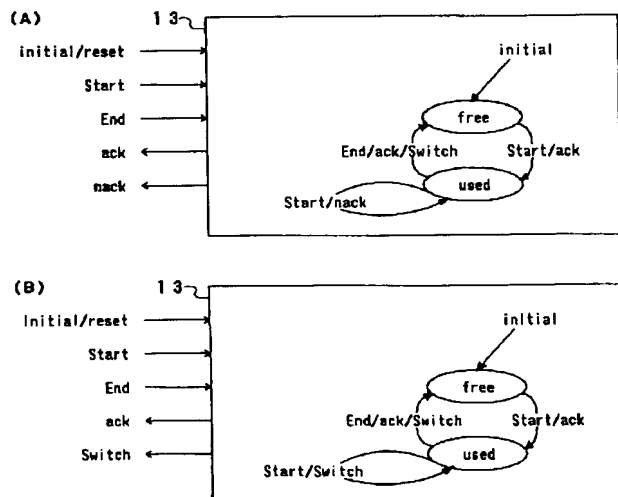 (A)
13
initial/reset
Start
End
ack
nack
initial
free
End/ack/Switch
Start/ack
used
Start/nack
(B)
13
Initial/reset
Start
End
ack
Switch
initial
free
End/ack/Switch
Start/ack
used
Start/Switch